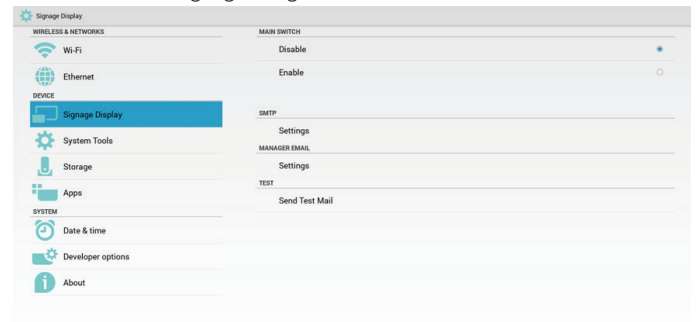 Signage Display
WIRELESS & NETWORKS
Wi-Fi
Ethernet
DEVICE
Signage Display
System Tools
Storage
Apps
SYSTEM
Date & time
Developer options
About
MAIN SWITCH
Disable
Enable
SMTP
Settings
MANAGER EMAIL
Settings
TEST
Send Test Mail